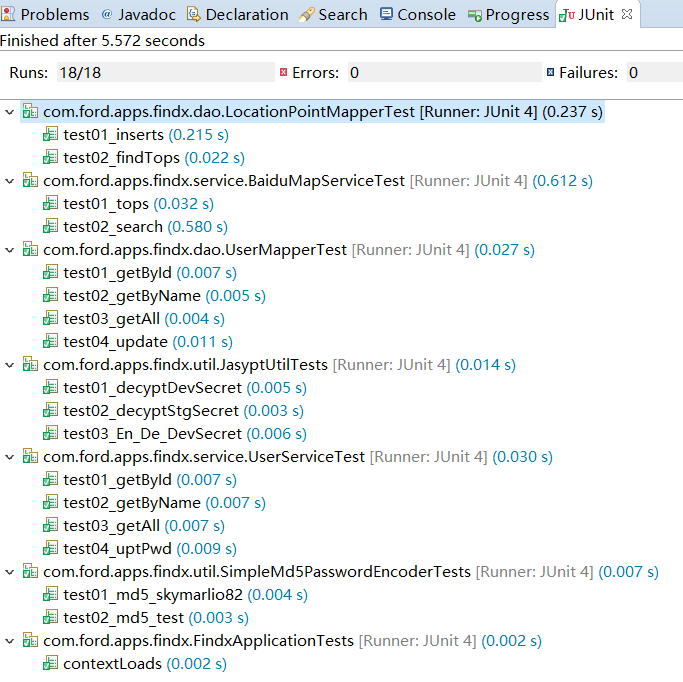 Problems @ Javadoc Declaration Search Console Progress JUnit
Finished after 5.572 seconds
Runs: 18/18 Errors: 0 Failures: 0
com.ford.apps.findx.dao.LocationPointMapperTest [Runner: JUnit 4] (0.237 s)
test01_inserts (0.215 s)
test02_findTops (0.022 s)
com.ford.apps.findx.service.BaiduMapServiceTest [Runner: JUnit 4] (0.612 s)
test01_tops (0.032 s)
test02_search (0.580 s)
com.ford.apps.findx.dao.UserMapperTest [Runner: JUnit 4] (0.027 s)
test01_getById (0.007 s)
test02_getByName (0.005 s)
test03_getAll (0.004 s)
test04_update (0.011 s)
com.ford.apps.findx.util.JasyptUtilTests [Runner: JUnit 4] (0.014 s)
test01_decyptDevSecret (0.005 s)
test02_decyptStgSecret (0.003 s)
test03_En_De_DevSecret (0.006 s)
com.ford.apps.findx.service.UserServiceTest [Runner: JUnit 4] (0.030 s)
test01_getById (0.007 s)
test02_getByName (0.007 s)
test03_getAll (0.007 s)
test04_uptPwd (0.009 s)
com.ford.apps.findx.util.SimpleMd5PasswordEncoderTests [Runner: JUnit 4] (0.007 s)
test01_md5_skymarlio82 (0.004 s)
test02_md5_test (0.003 s)
com.ford.apps.findx.FindxApplicationTests [Runner: JUnit 4] (0.002 s)
contextLoads (0.002 s)